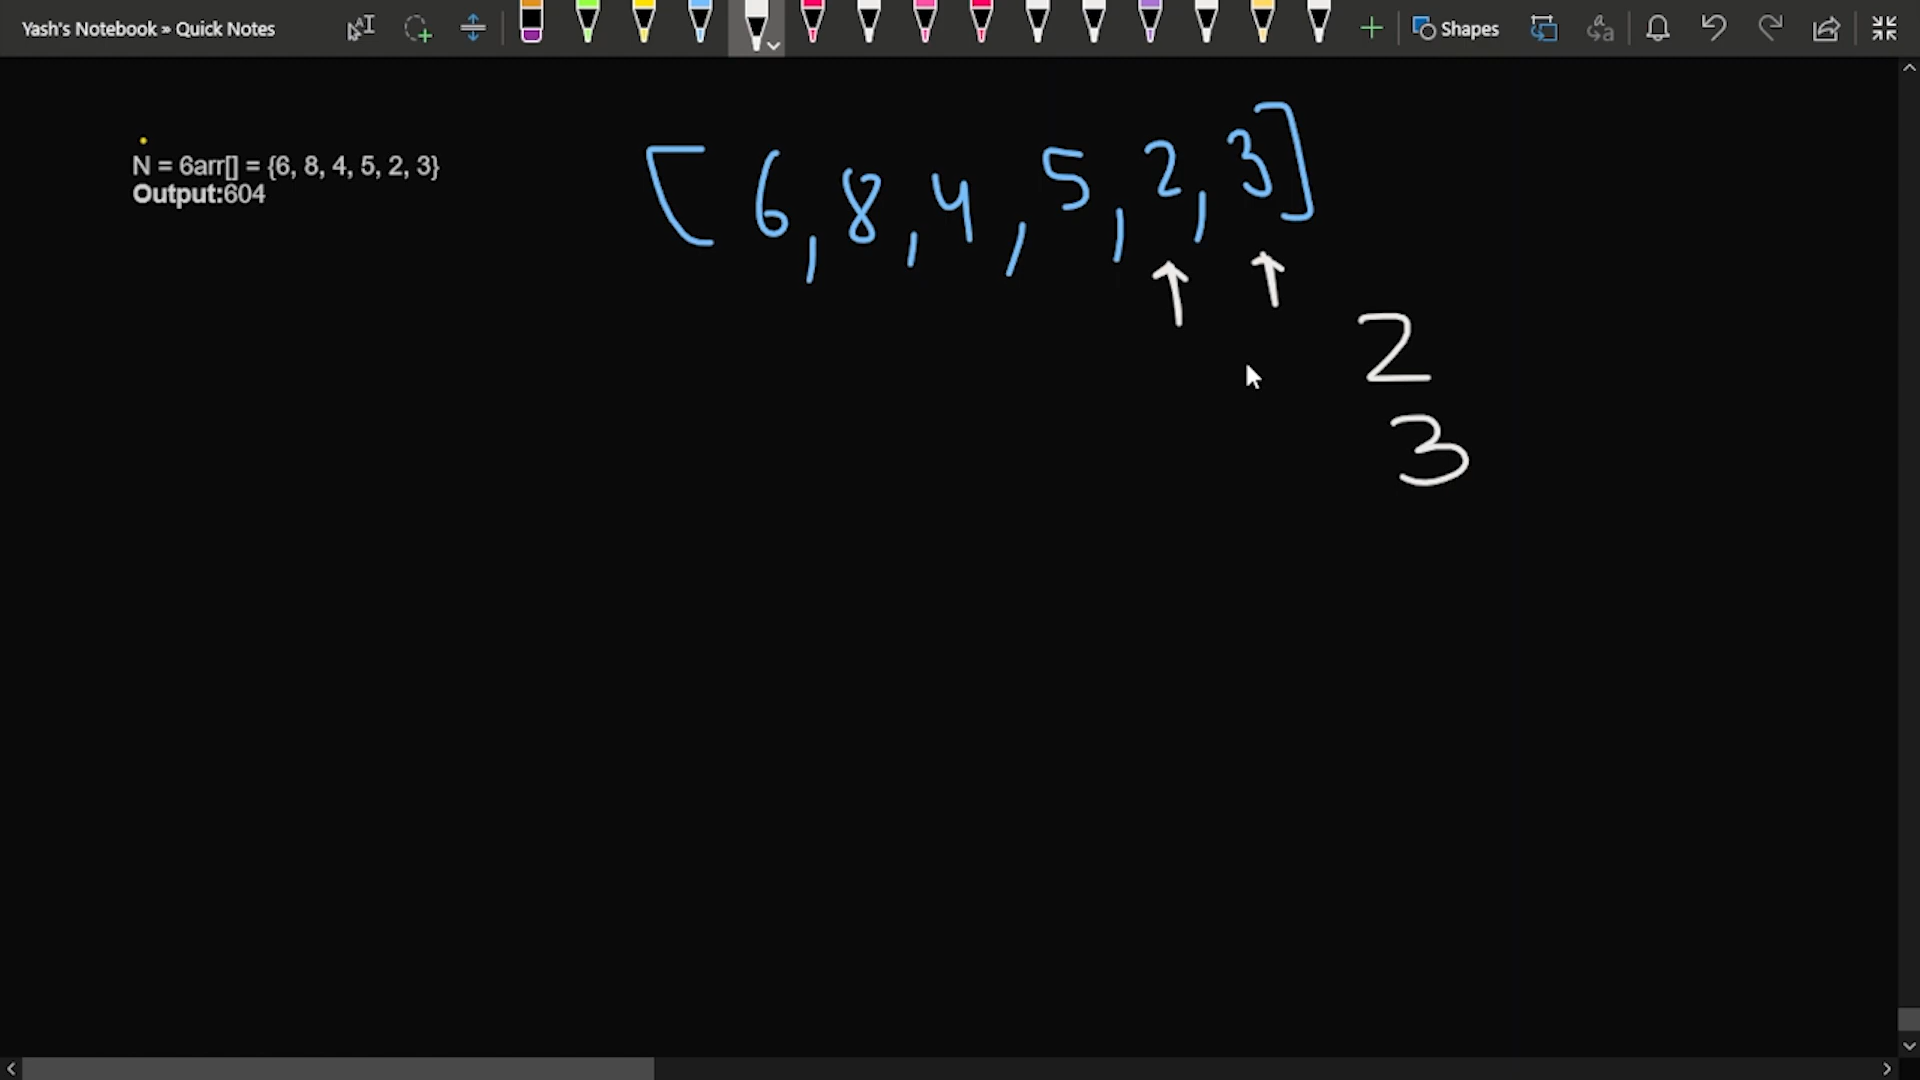 Yash's Notebook » Quick Notes
Shapes
N = 6arr[] = {6, 8, 4, 5, 2, 3}
Output:604
[6, 8, 4, 5, 2, 3]
2
3